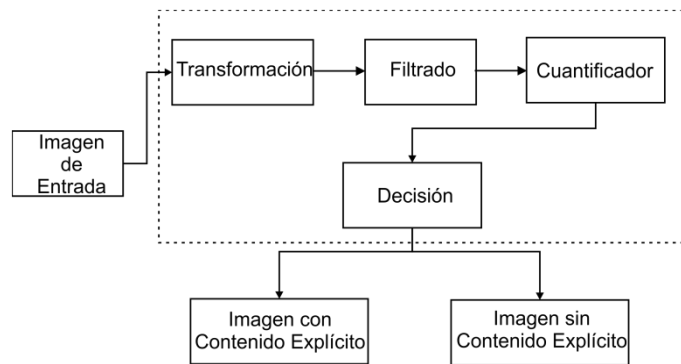 Transformación
Filtrado
Cuantificador
Imagen
de
Entrada
Decisión
Imagen con
Contenido Explícito
Imagen sin
Contenido Explícito